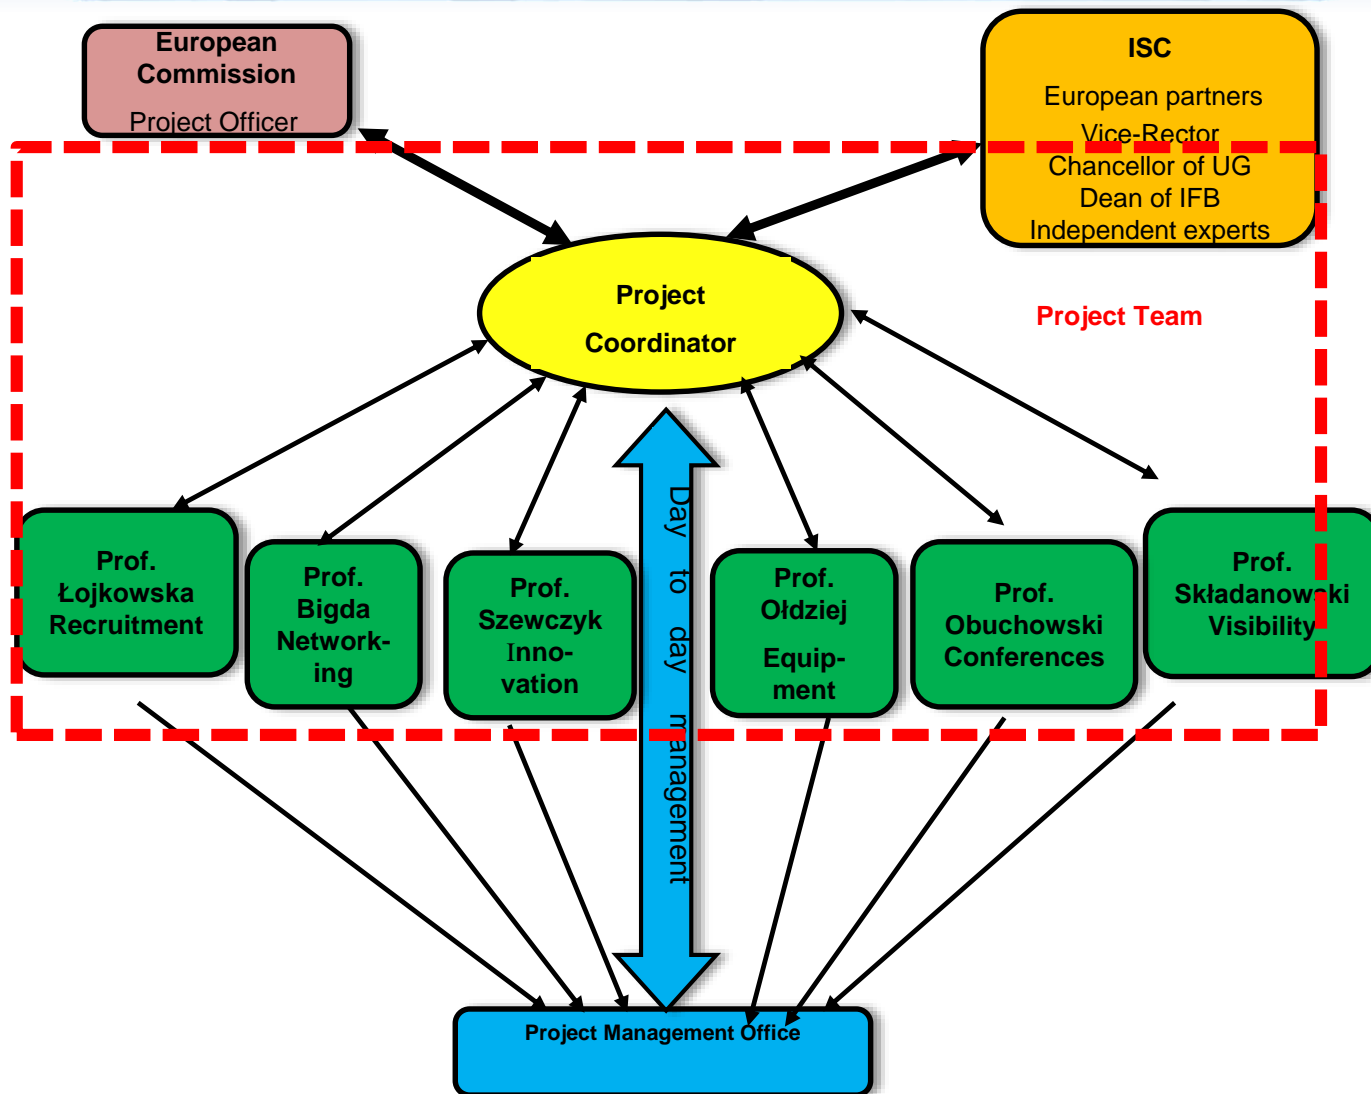 European
Commission
Project Officer
ISC
European partners
Vice-Rector
Chancellor of UG
Dean of IFB
Independent experts
Project
Coordinator
Project Team
Day to day management
Prof.
Łojkowska
Recruitment
Prof.
Bigda
Network-
ing
Prof.
Szewczyk
Inno-
vation
Prof.
Ołdziej
Equip-
ment
Prof.
Obuchowski
Conferences
Prof.
Składanowski
Visibility
Project Management Office